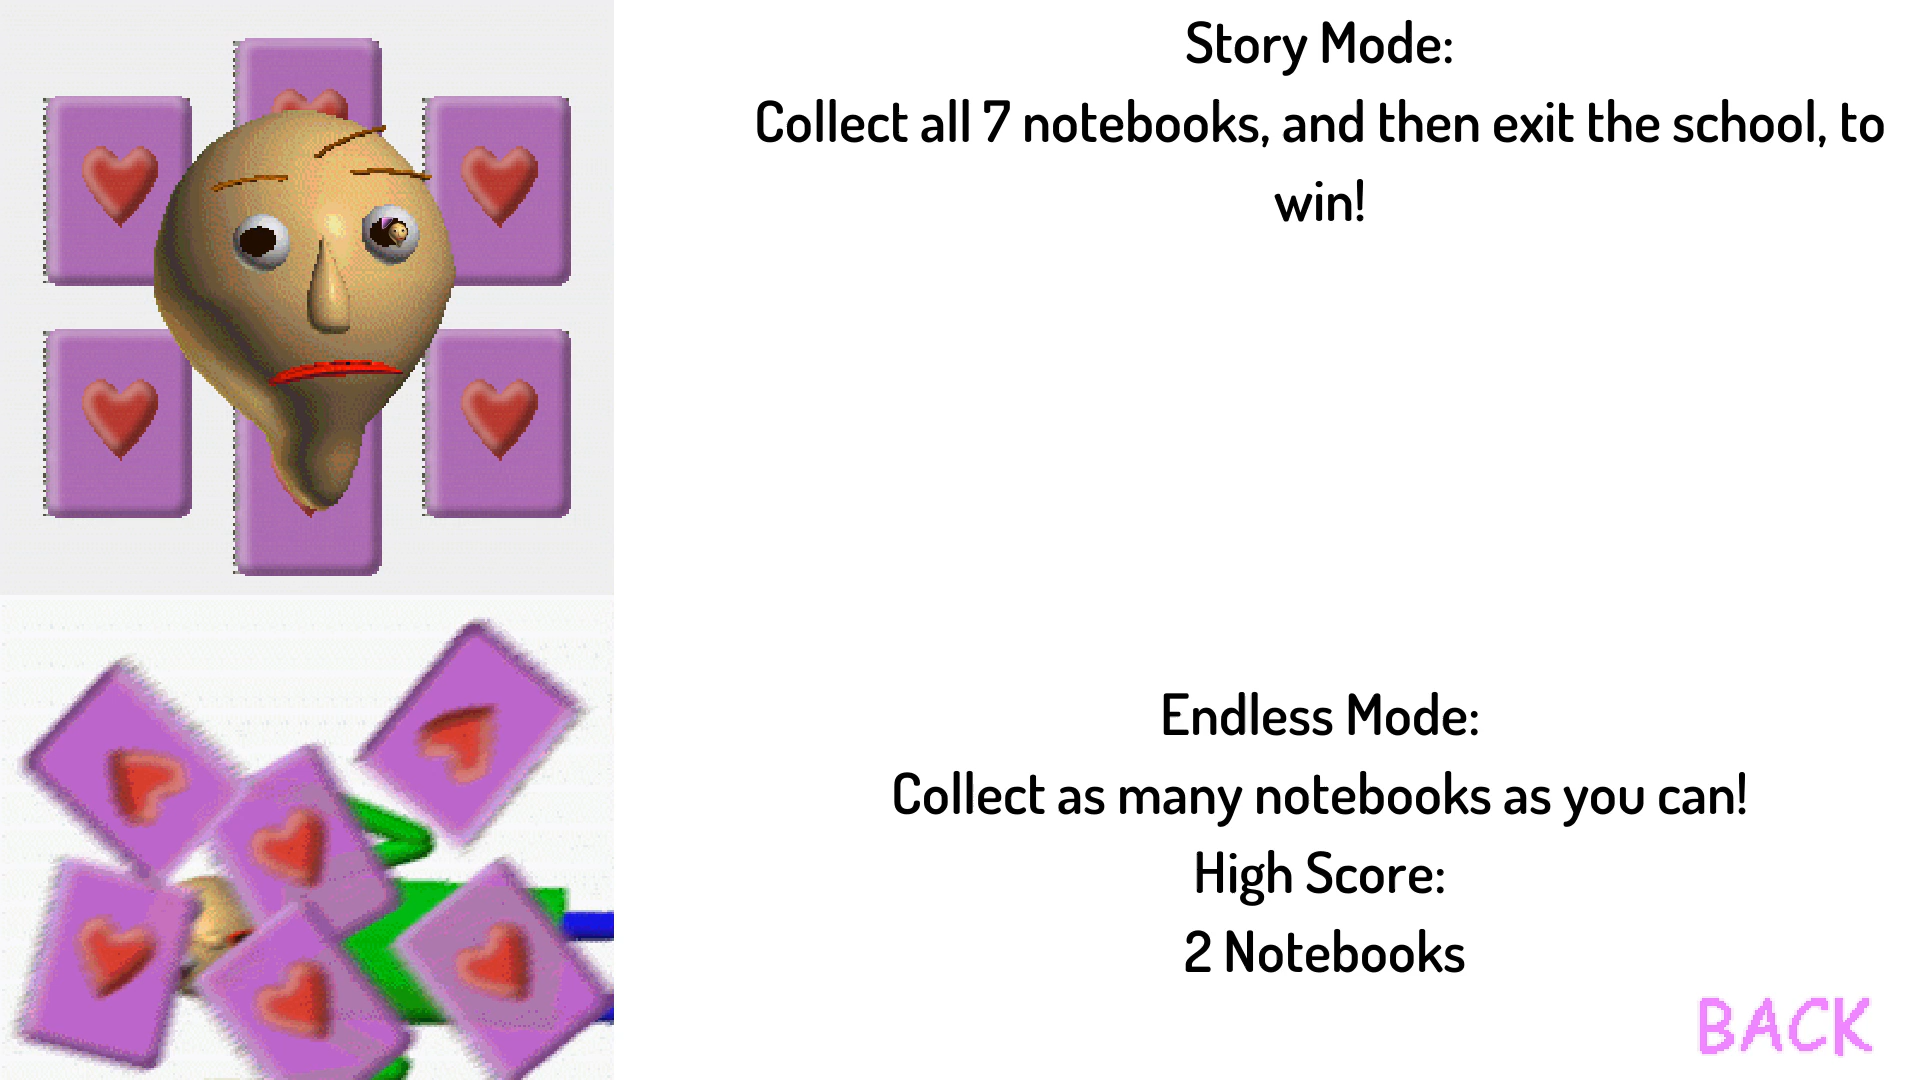 Story Mode:
Collect all 7 notebooks, and then exit the school, to
win!
Endless Mode:
Collect as many notebooks as you can!
High Score:
2 Notebooks
BACK